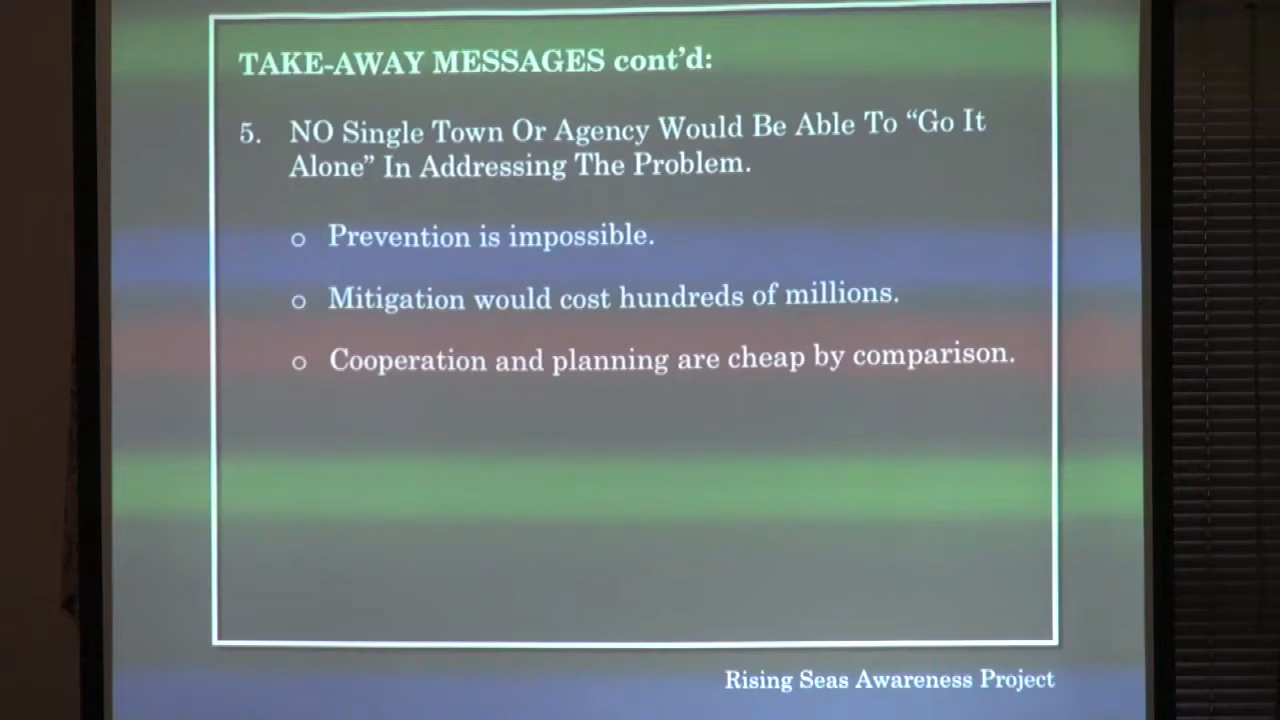 TAKE-AWAY MESSAGES cont’d:
5. NO Single Town Or Agency Would Be Able To “Go It
Alone” In Addressing The Problem.
○ Prevention is impossible.
○ Mitigation would cost hundreds of millions.
○ Cooperation and planning are cheap by comparison.
Rising Seas Awareness Project